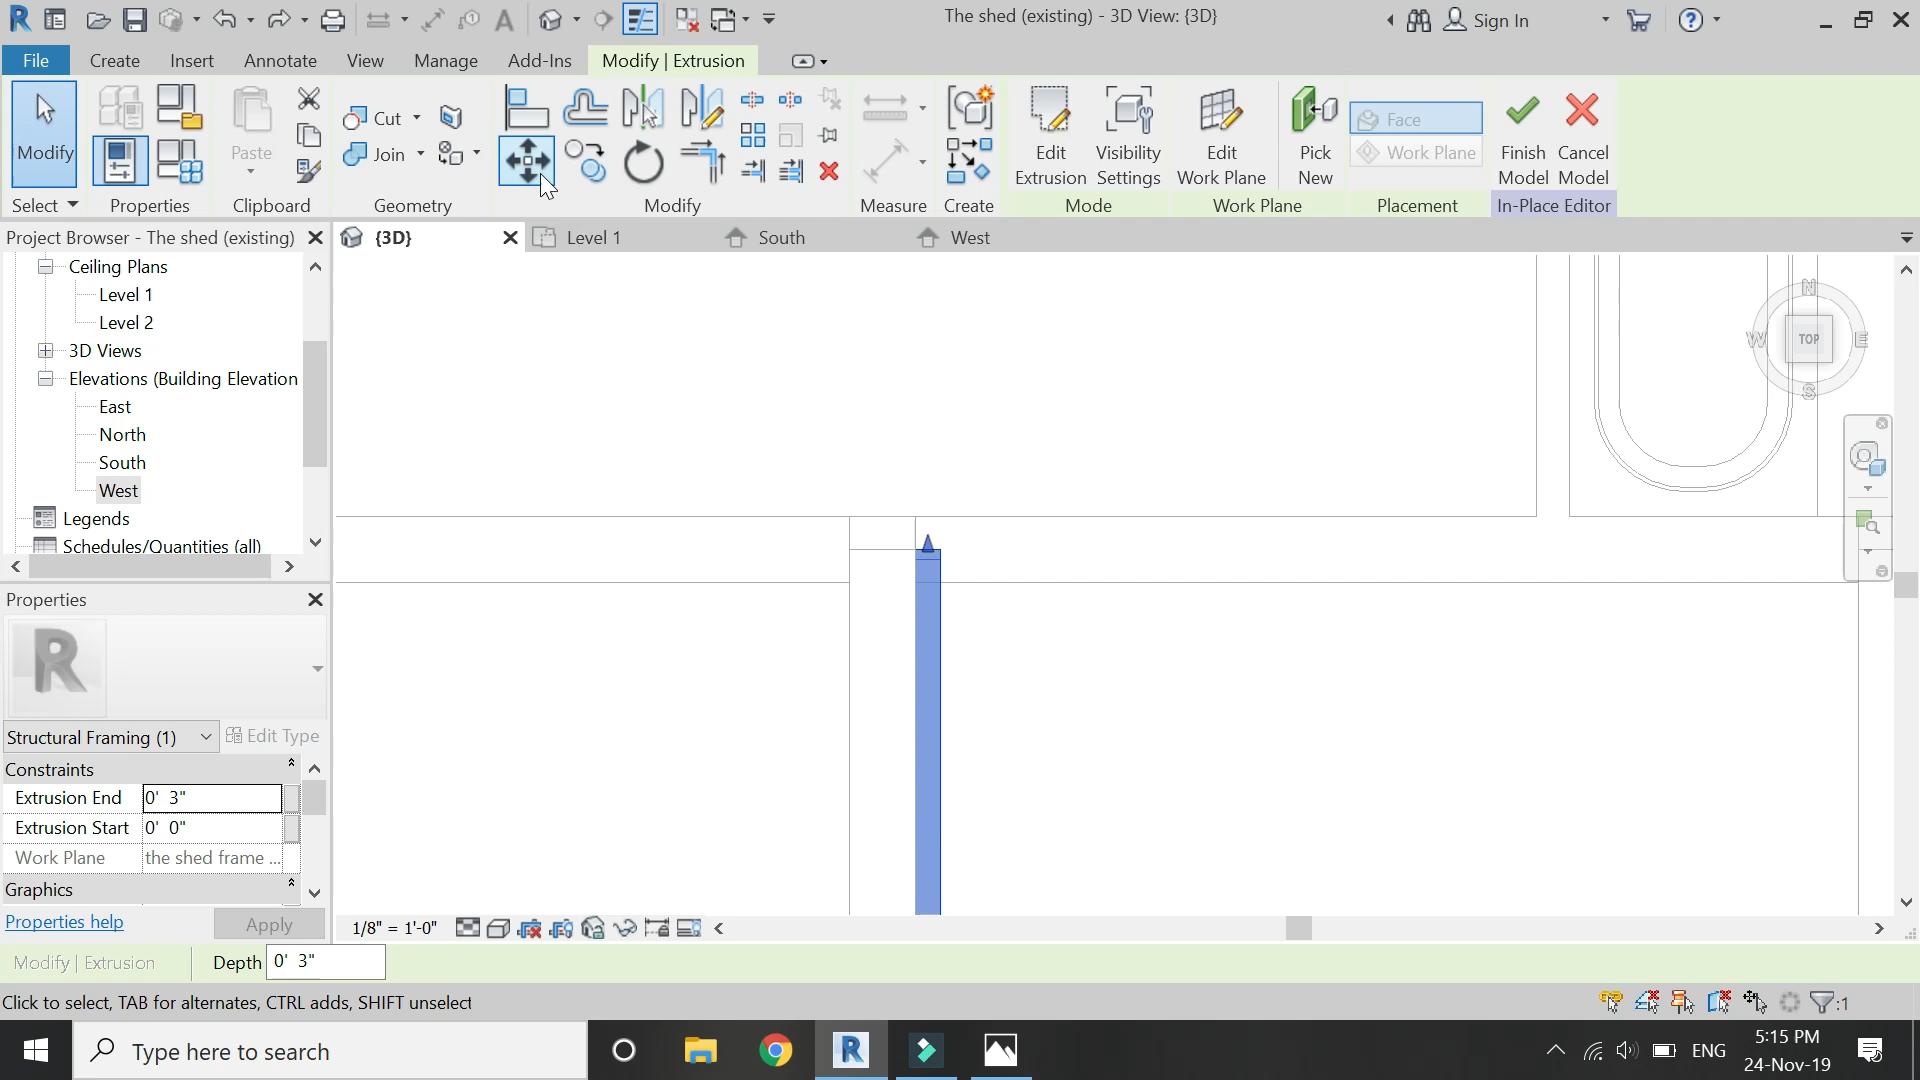 The shed (existing) - 3D View: {3D}
Sign In
File
Create
Insert
Annotate
View
Manage
Add-Ins
Modify | Extrusion
Modify
Select
Properties
Paste
Clipboard
Cut
Join
Geometry
Modify
Measure
Create
Edit Extrusion
Visibility Settings
Mode
Edit Work Plane
Pick New
Work Plane
Face
Work Plane
Placement
Finish Model
Cancel Model
In-Place Editor
Project Browser - The shed (existing)
{3D}
Level 1
South
West
Ceiling Plans
Level 1
Level 2
3D Views
Elevations (Building Elevation
East
North
South
West
Legends
Schedules/Quantities (all)
N
W
TOP
E
S
Properties
Structural Framing (1)
Edit Type
Constraints
Extrusion End 0' 3"
Extrusion Start 0' 0"
Work Plane the shed frame ...
Graphics
Properties help
Apply
1/8" = 1'-0"
Modify | Extrusion
Depth 0' 3"
Click to select, TAB for alternates, CTRL adds, SHIFT unselect
:1
Type here to search
ENG
5:15 PM
24-Nov-19